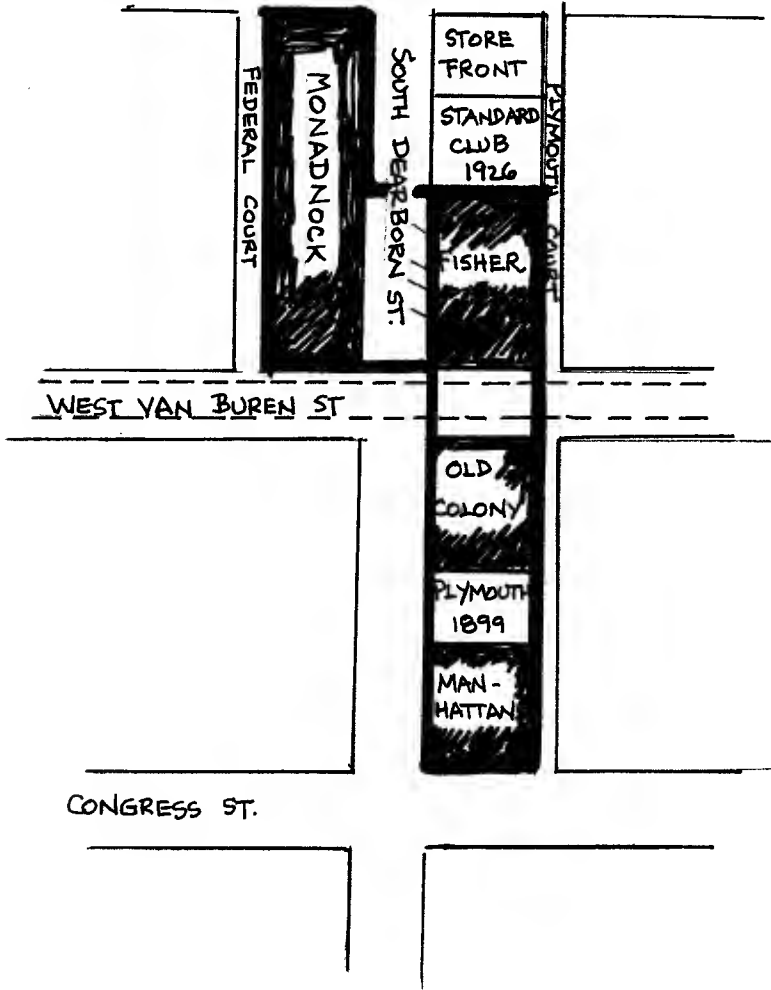 STORE
FRONT
STANDARD
CLUB
1926
FEDERAL COURT
MONADNOCK
SOUTH DEARBORN ST.
PLYMOUTH COURT
FISHER
WEST VAN BUREN ST
OLD
COLONY
PLYMOUTH
1899
MAN-
HATTAN
CONGRESS ST.